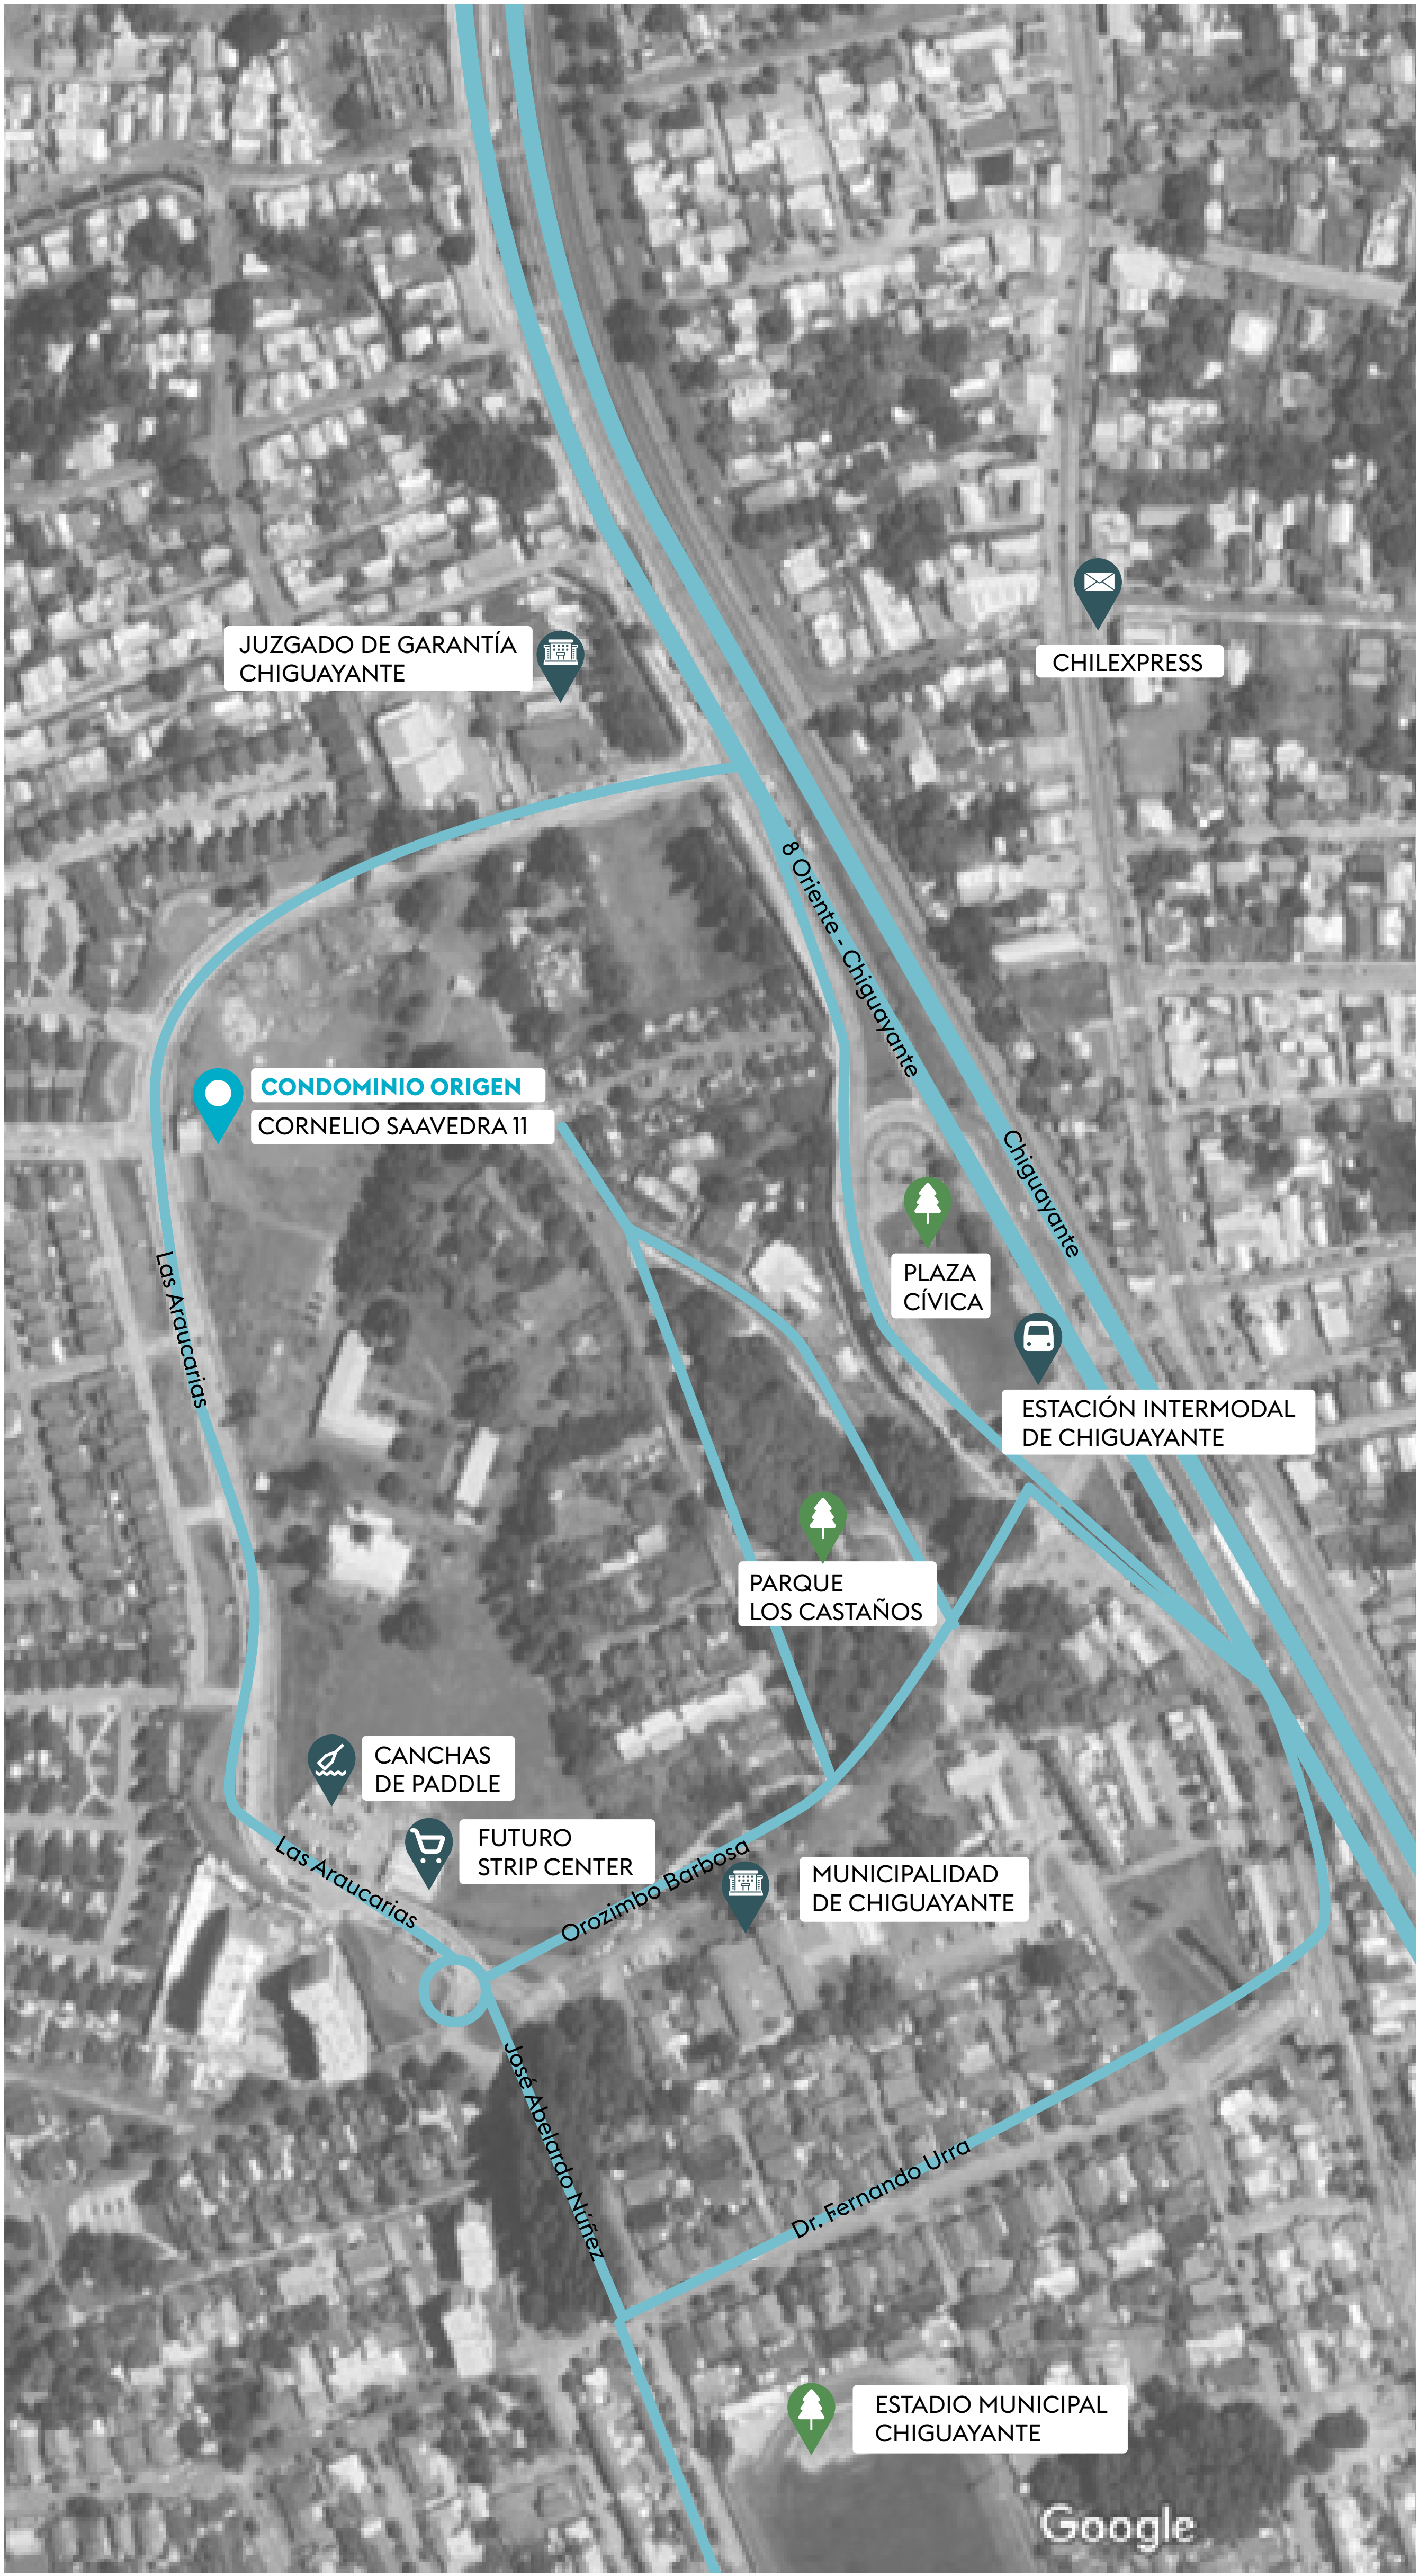 JUZGADO DE GARANTÍA
CHIGUAYANTE
CHILEXPRESS
8 Oriente - Chiguayante
CONDOMINIO ORIGEN
CORNELIO SAAVEDRA 11
Chiguayante
PLAZA
CÍVICA
Las Araucarias
ESTACIÓN INTERMODAL
DE CHIGUAYANTE
PARQUE
LOS CASTAÑOS
CANCHAS
DE PADDLE
FUTURO
STRIP CENTER
Las Araucarias
Orozimbo Barbosa
MUNICIPALIDAD
DE CHIGUAYANTE
José Abelardo Núñez
Dr. Fernando Urra
ESTADIO MUNICIPAL
CHIGUAYANTE
Google